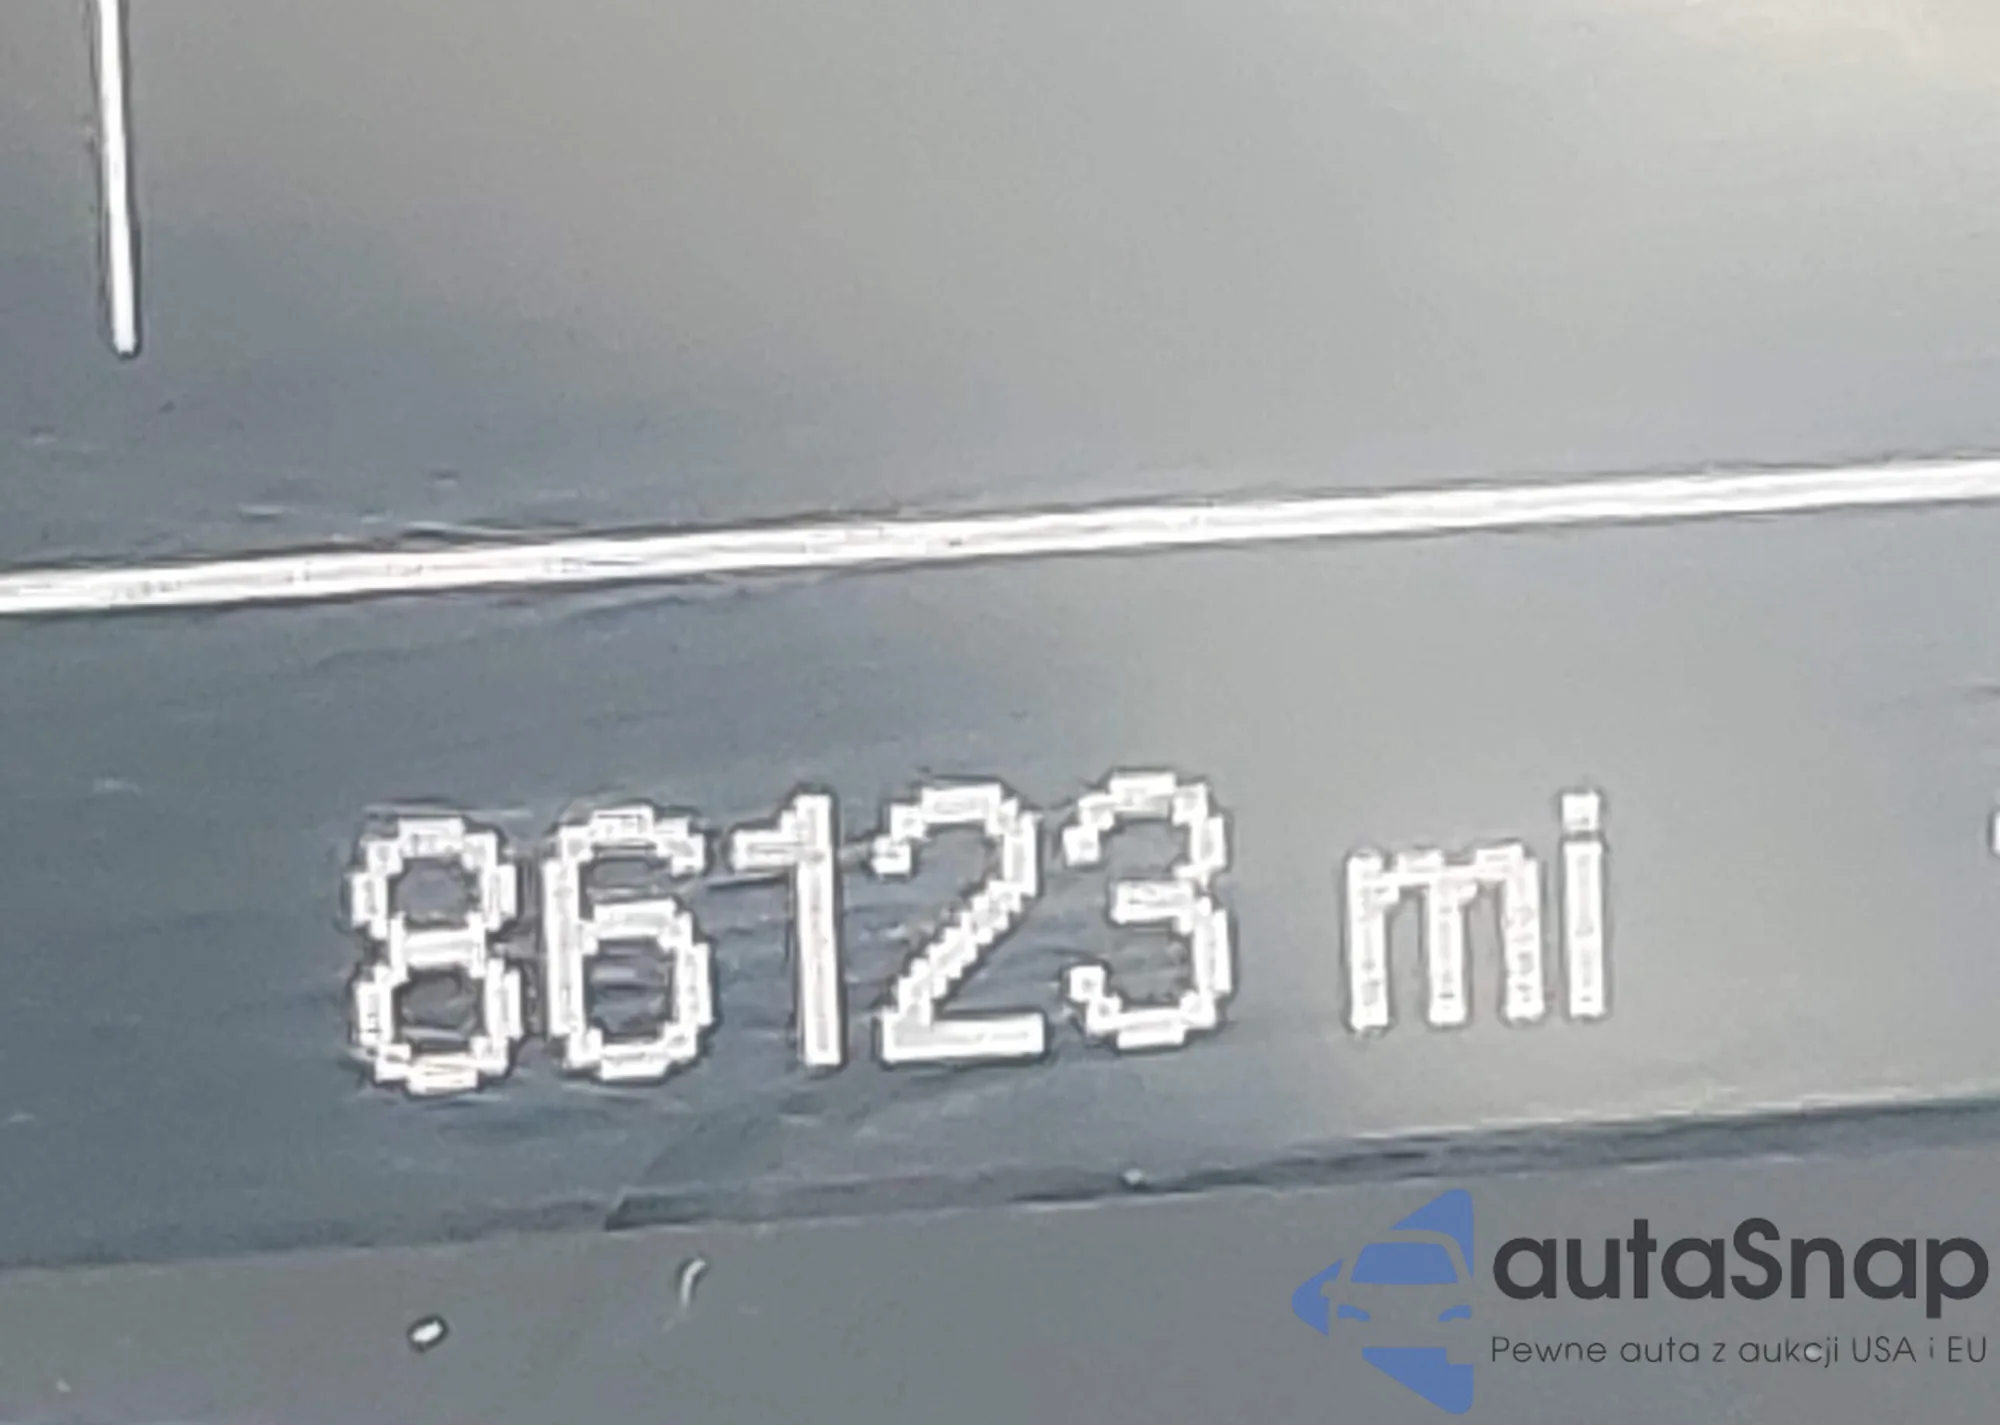 86123 mi
autaSnap
Pewne auta z aukcji USA i EU